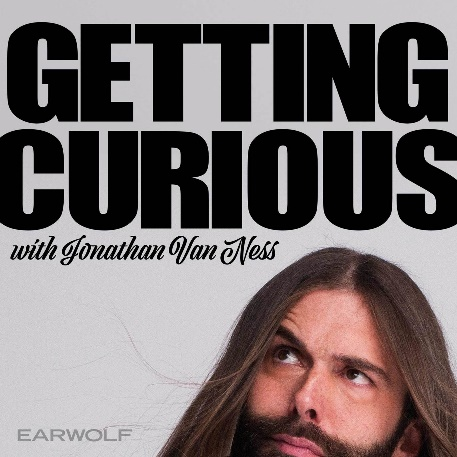 GETTING
CURIOUS
with Jonathan Van Ness
EARWOLF